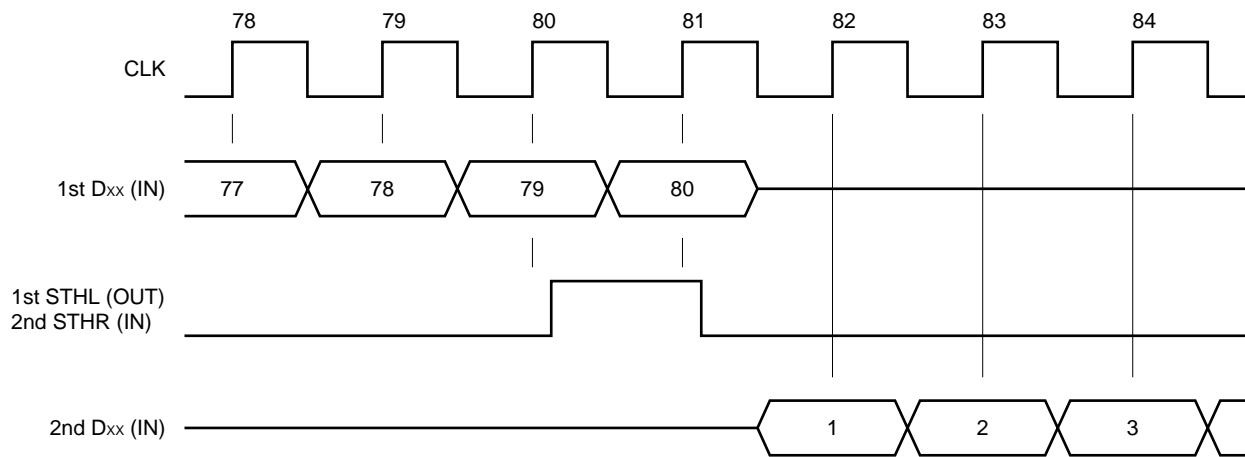 78 79 80 81 82 83 84
CLK
1st Dxx (IN)
77 78 79 80
1st STHL (OUT)
2nd STHR (IN)
2nd Dxx (IN)
1 2 3